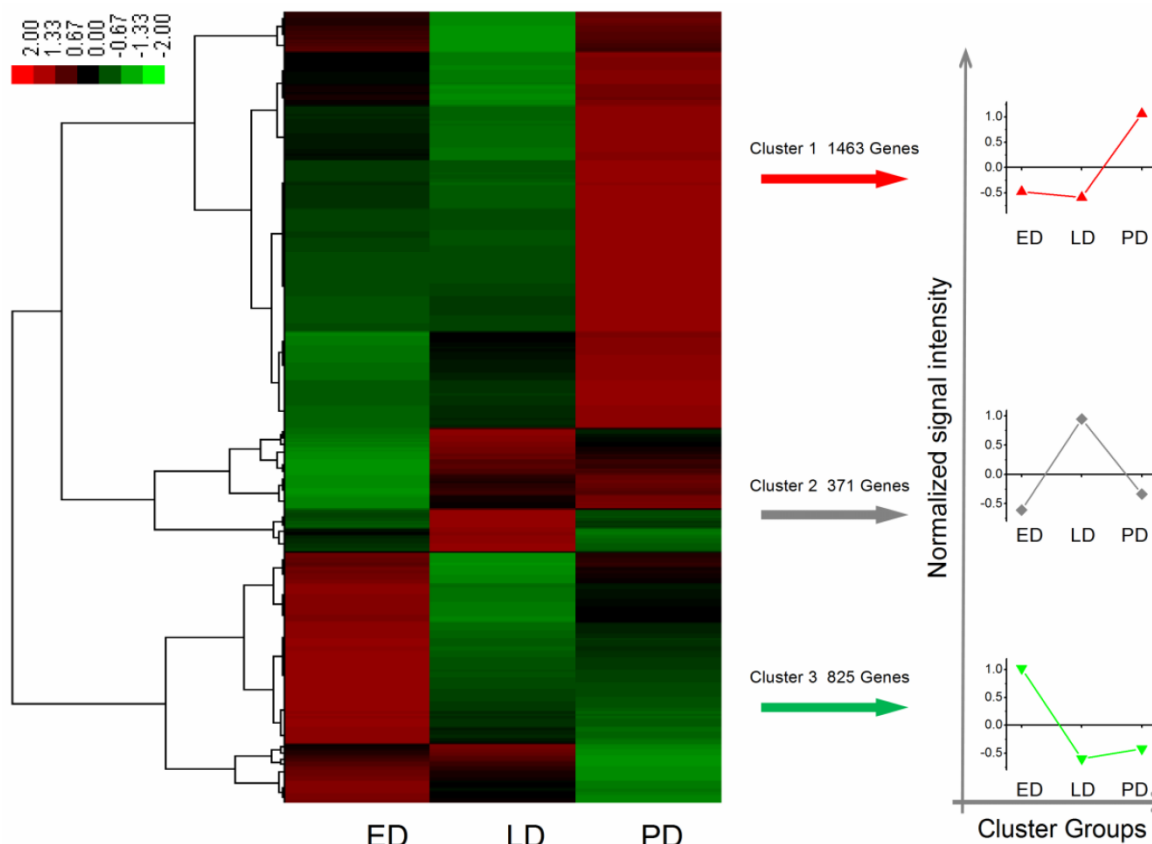 2.00
1.33
0.67
0.00
-0.67
-1.33
-2.00
Cluster 1 1463 Genes
Cluster 2 371 Genes
Cluster 3 825 Genes
Normalized signal intensity
1.0
0.5
0.0
-0.5
ED LD PD
1.0
0.5
0.0
-0.5
ED LD PD
1.0
0.5
0.0
-0.5
ED LD PD
Cluster Groups
ED LD PD